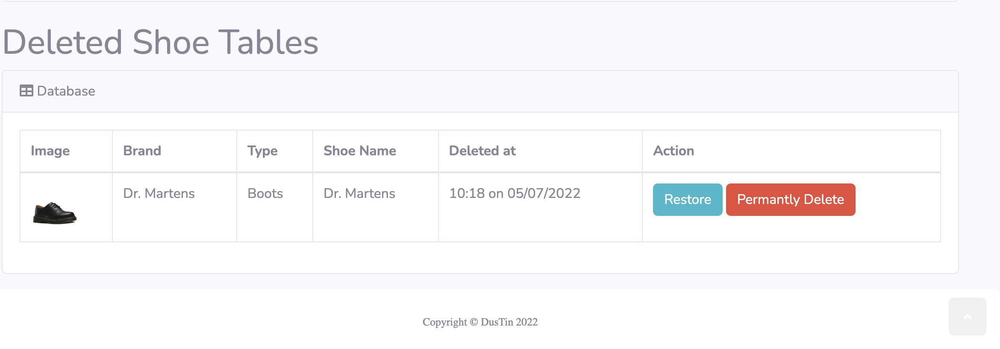 Deleted Shoe Tables
Database
Image Brand Type Shoe Name Deleted at Action
Dr. Martens Boots Dr. Martens 10:18 on 05/07/2022 Restore Permantly Delete
Copyright © DusTin 2022